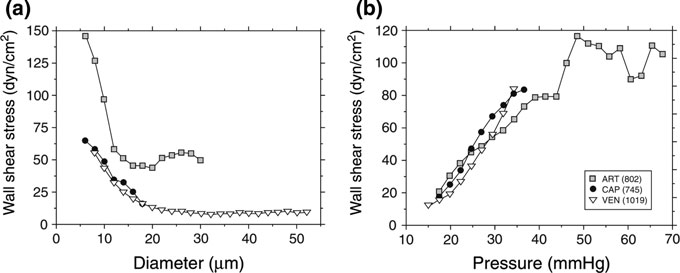 (a)
Wall shear stress (dyn/cm²)
150
125
100
75
50
25
0
0 10 20 30 40 50
Diameter (μm)
(b)
Wall shear stress (dyn/cm²)
120
100
80
60
40
20
0
10 20 30 40 50 60 70
Pressure (mmHg)
ART (802)
CAP (745)
VEN (1019)